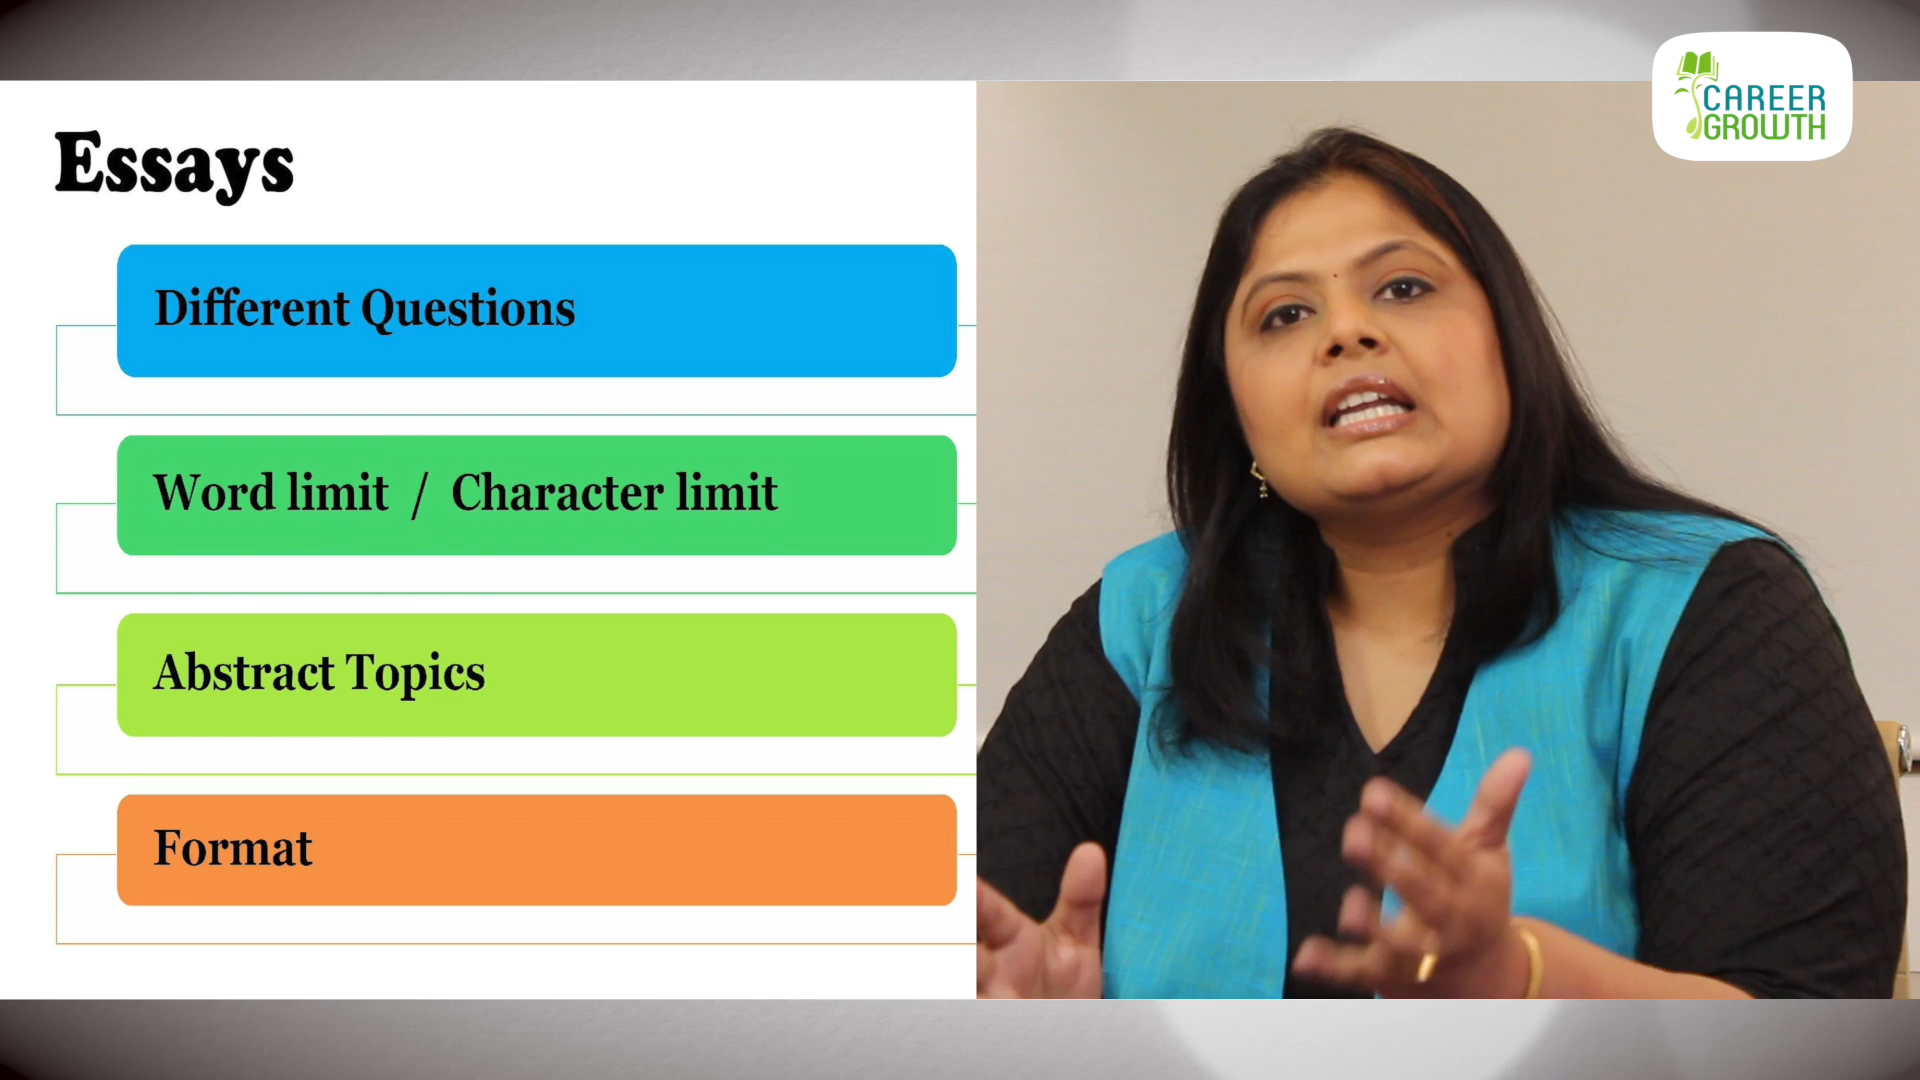 Essays
Different Questions
Word limit / Character limit
Abstract Topics
Format
CAREER
GROWTH